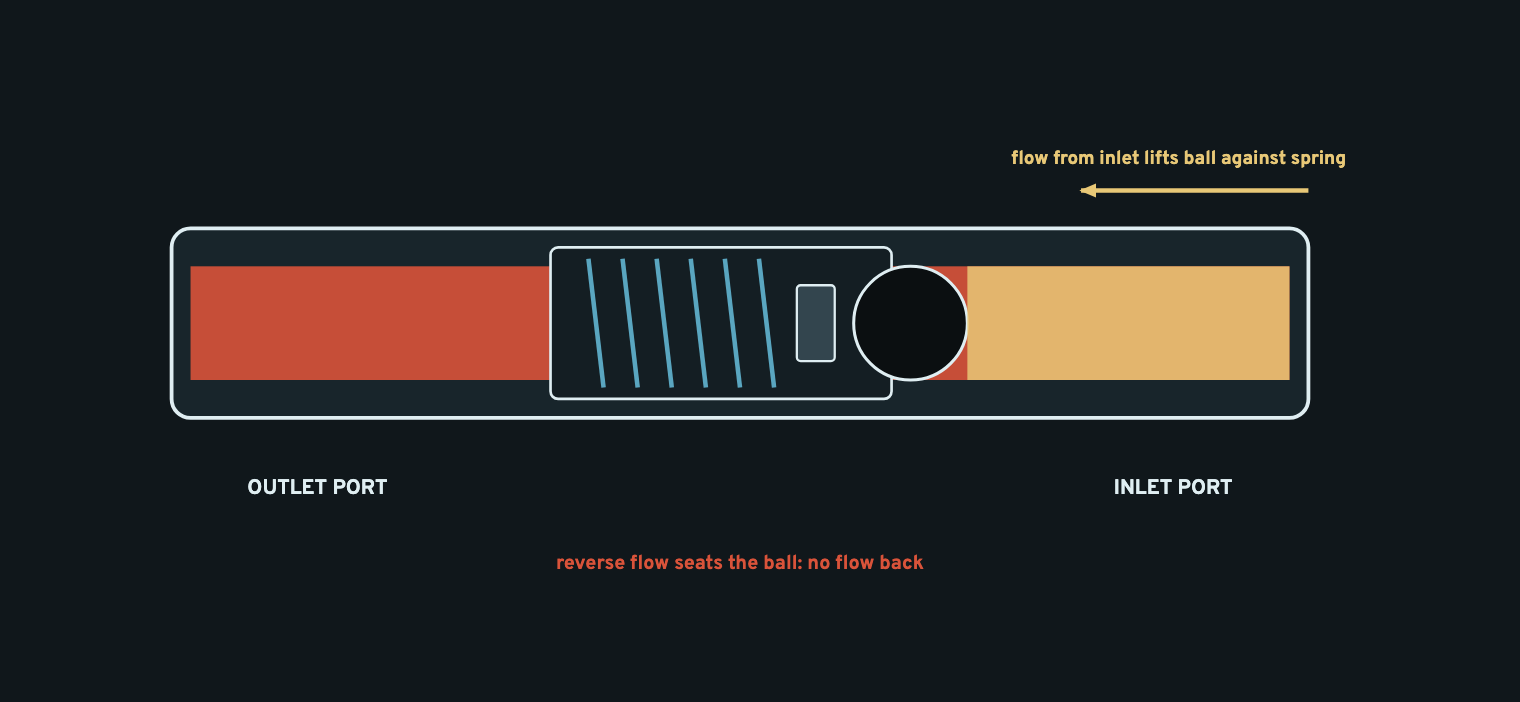 flow from inlet lifts ball against spring
OUTLET PORT
INLET PORT
reverse flow seats the ball: no flow back